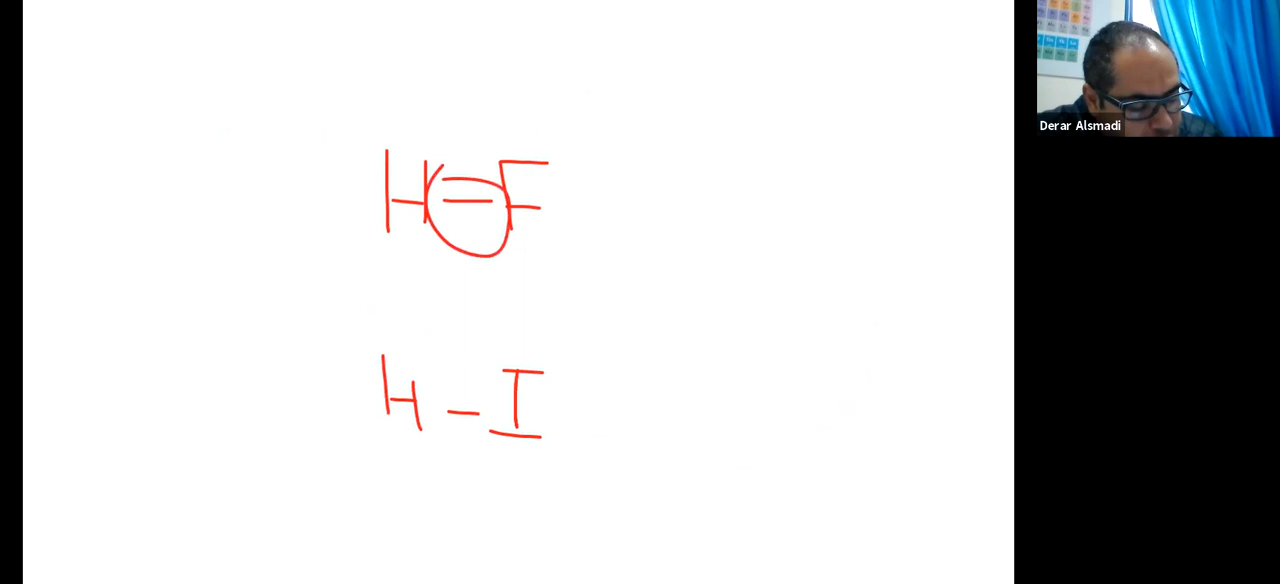 H–F
Derar Alsmadi
H – I